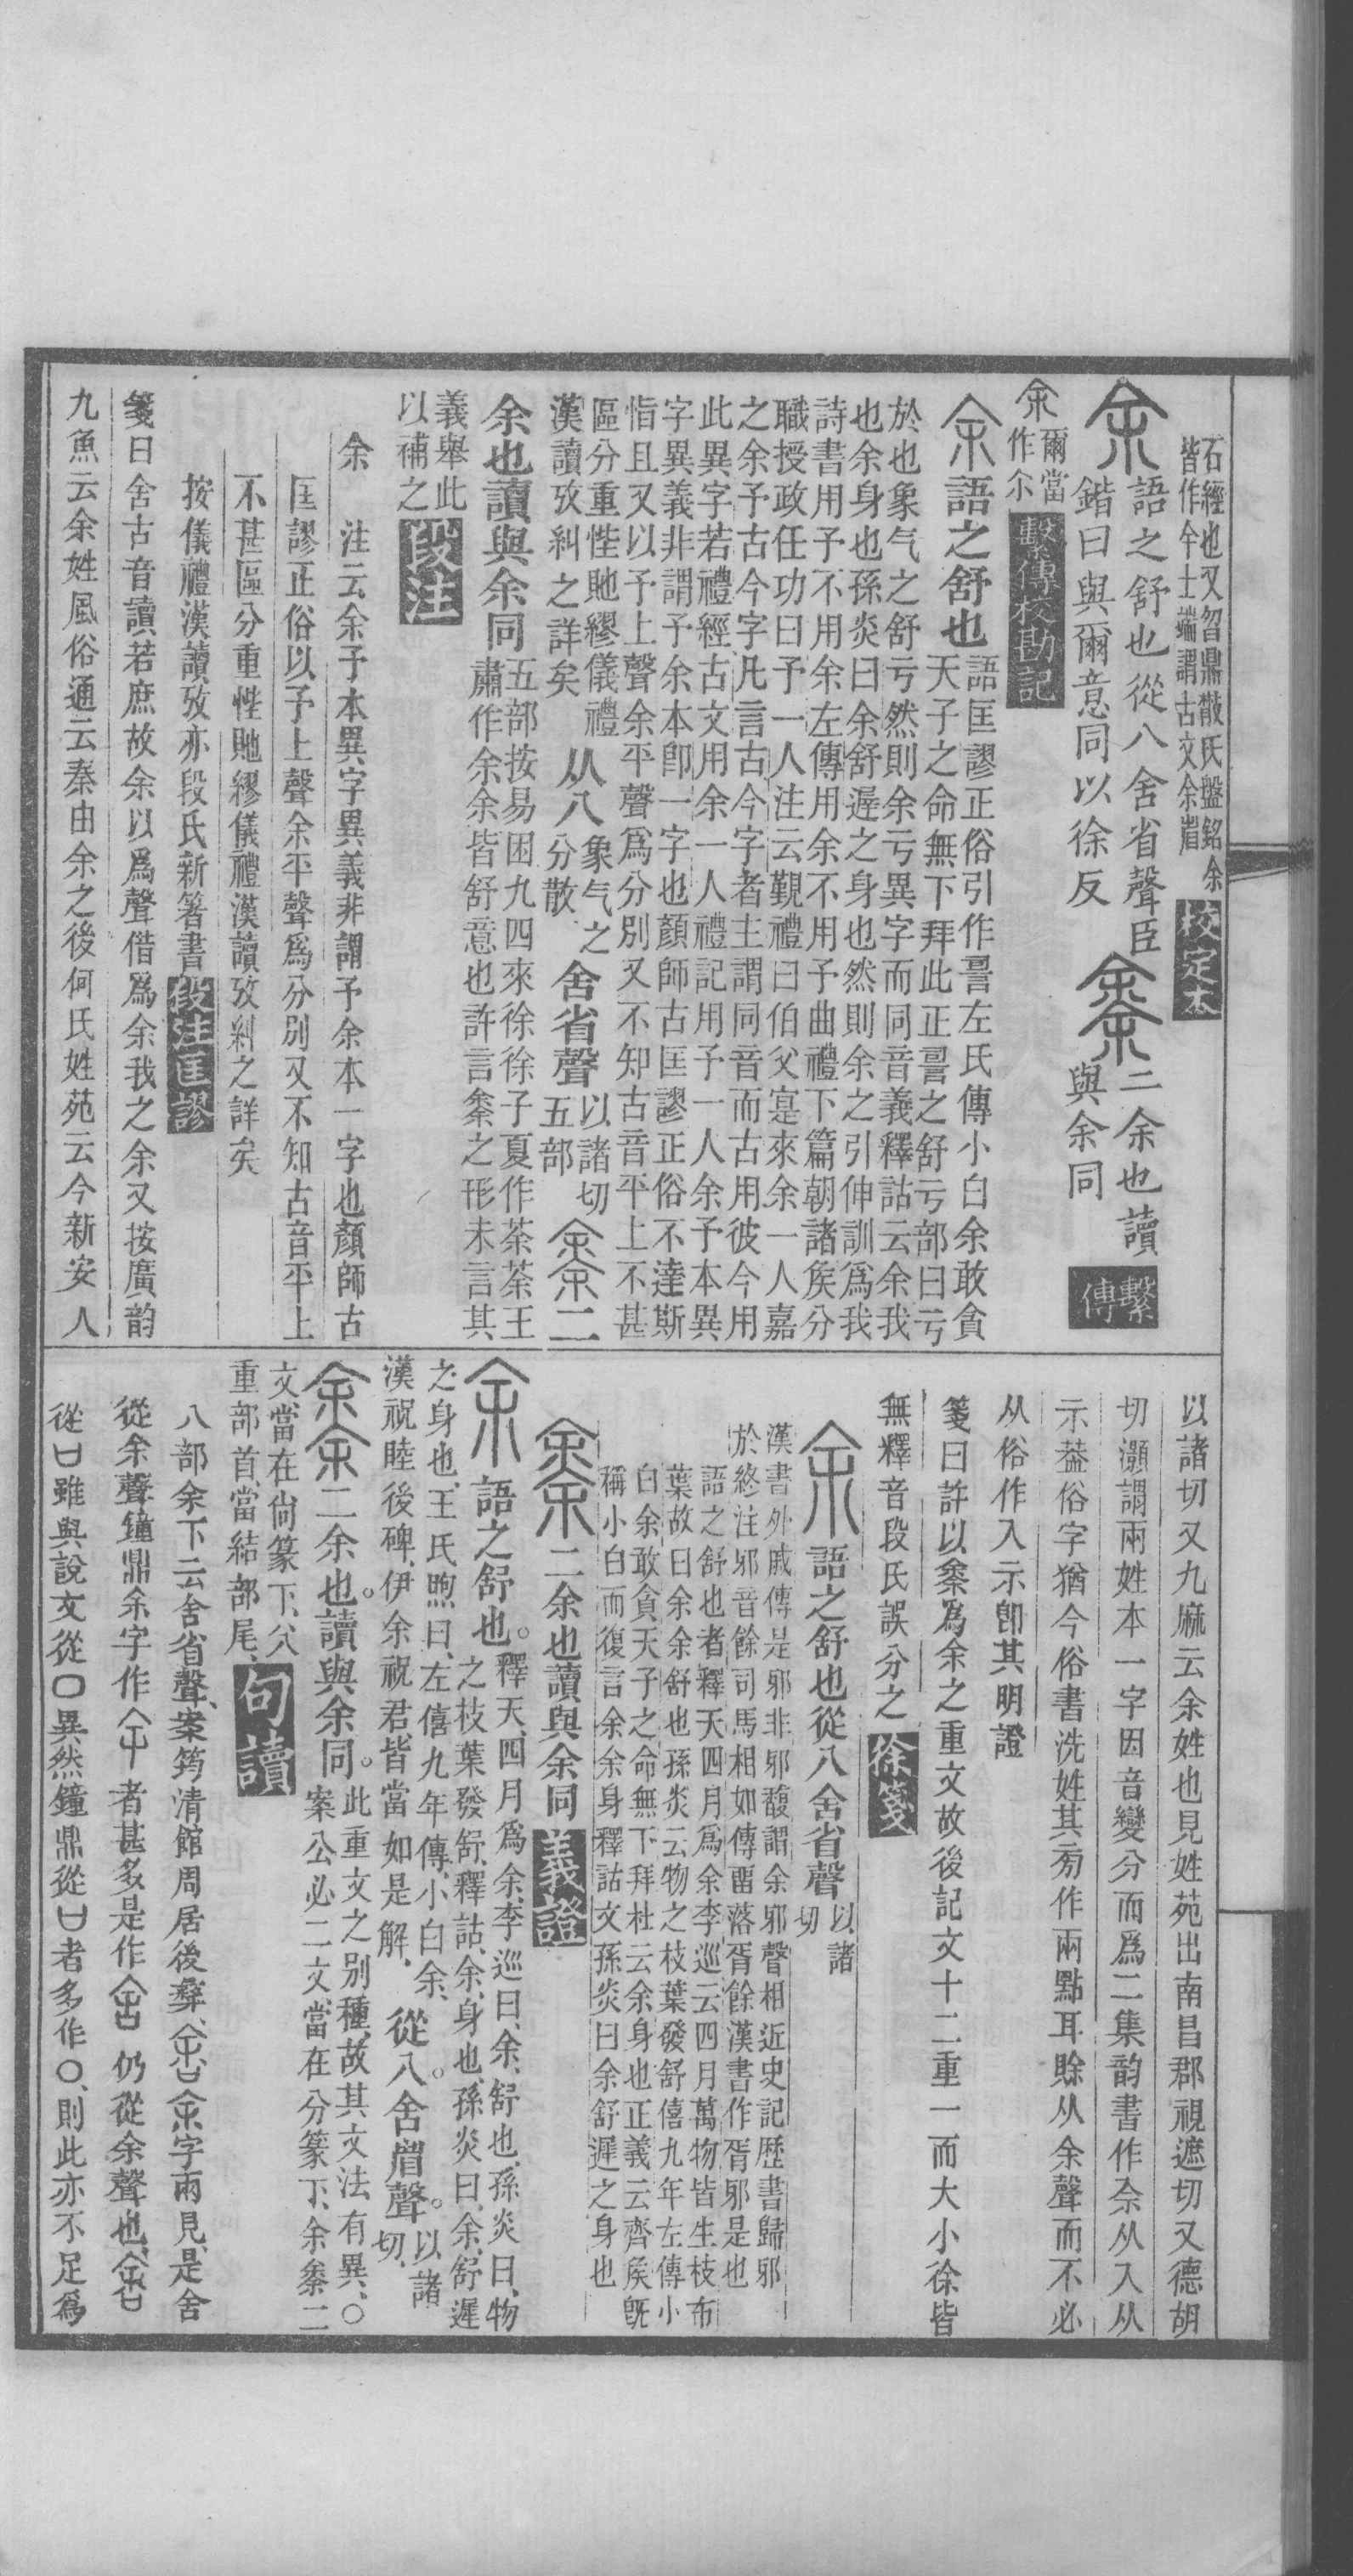 石經也又曶鼎散氏盤銘余
皆作𠆢士端謂古文余省
校定本
語之舒也從八舍省聲臣
鍇曰與爾意同以徐反
二余也讀
與余同
繫傳
爾當
作尒
繫傳校勘記
語之舒也
語匡謬正俗引作𧥣左氏傳小白余敢貪
天子之命無下拜此正𧥣之舒亏部曰亏
於也象气之舒亏然則余亏異字而同音義釋詁云余我
也余身也孫炎曰余舒遟之身也然則余之引伸訓爲我
詩書用予不用余左傳用余不用予曲禮下篇朝諸矦分
職授政任功曰予一人注云覲禮曰伯父寔來余一人嘉
之余予古今字凡言古今字者主謂同音而古用彼今用
此異字若禮經古文用余一人禮記用予一人余予本異
字異義非謂予余本卽一字也顏師古匡謬正俗不達斯
恉且又以予上聲余平聲爲分別又不知古音平上不甚
區分重悂貤繆儀禮
漢讀攷糾之詳矣
从八
象气之
分散
舍省聲
以諸切
五部
二
余也讀與余同
五部按易困九四來徐徐子夏作荼荼王
肅作余余皆舒意也許言𠎳之形未言其
義舉此
以補之
段注
余　注云余予本異字異義非謂予余本一字也顏師古
匡謬正俗以予上聲余平聲爲分別又不知古音平上
不甚區分重性貤繆儀禮漢讀攷糾之詳矣
按儀禮漢讀攷亦段氏新箸書
段注匡謬
箋曰舍古音讀若庶故余以爲聲借爲余我之余又按廣韵
九魚云余姓風俗通云秦由余之後何氏姓苑云今新安人
以諸切又九麻云余姓也見姓苑出南昌郡視遮切又德胡
切灝謂兩姓本一字因音變分而爲二集韵書作佘从入从
示葢俗字猶今俗書洗姓其㫄作兩點耳賖从余聲而不必
从俗作入示卽其明證
箋曰許以𠎳爲余之重文故後記文十二重一而大小徐皆
無釋音段氏誤分之
徐箋
語之舒也從八舍省聲
以諸
切
漢書外戚傳是邪非邪馥謂余邪聲相近史記歷書歸邪
於終注邪音餘司馬相如傳畱落胥餘漢書作胥邪是也
語之舒也者釋天四月爲余李巡云四月萬物皆生枝布
葉故曰余余舒也孫炎云物之枝葉發舒僖九年左傳小
白余敢貪天子之命無下拜杜云余身也正義云齊矦旣
稱小白而復言余余身釋詁文孫炎曰余舒遲之身也
二余也讀與余同
義證
語之舒也。
釋天、四月爲余、李巡曰、余、舒也、孫炎曰、物
之枝葉發舒、釋詁、余、身也、孫炎曰、余、舒遲
之身也、王氏煦曰、左僖九年傳、小白余、
漢祝睦後碑、伊余祝君、皆當如是解、
從八。舍省聲。
以諸
切、
二余也。讀與余同。
此重文之別種、故其文法有異、〇
案公必二文、當在分篆下、余𠎳二
文、當在尙篆下、八
重部首、當結部尾、
句讀
八部余下云舍省聲、案筠清館周居後彝、字兩見、是舍
從余聲、鐘鼎余字作者甚多、是作仍從余聲也、
從𠙵雖與說文從〇異、然鐘鼎從𠙵者多作〇、則此亦不足爲